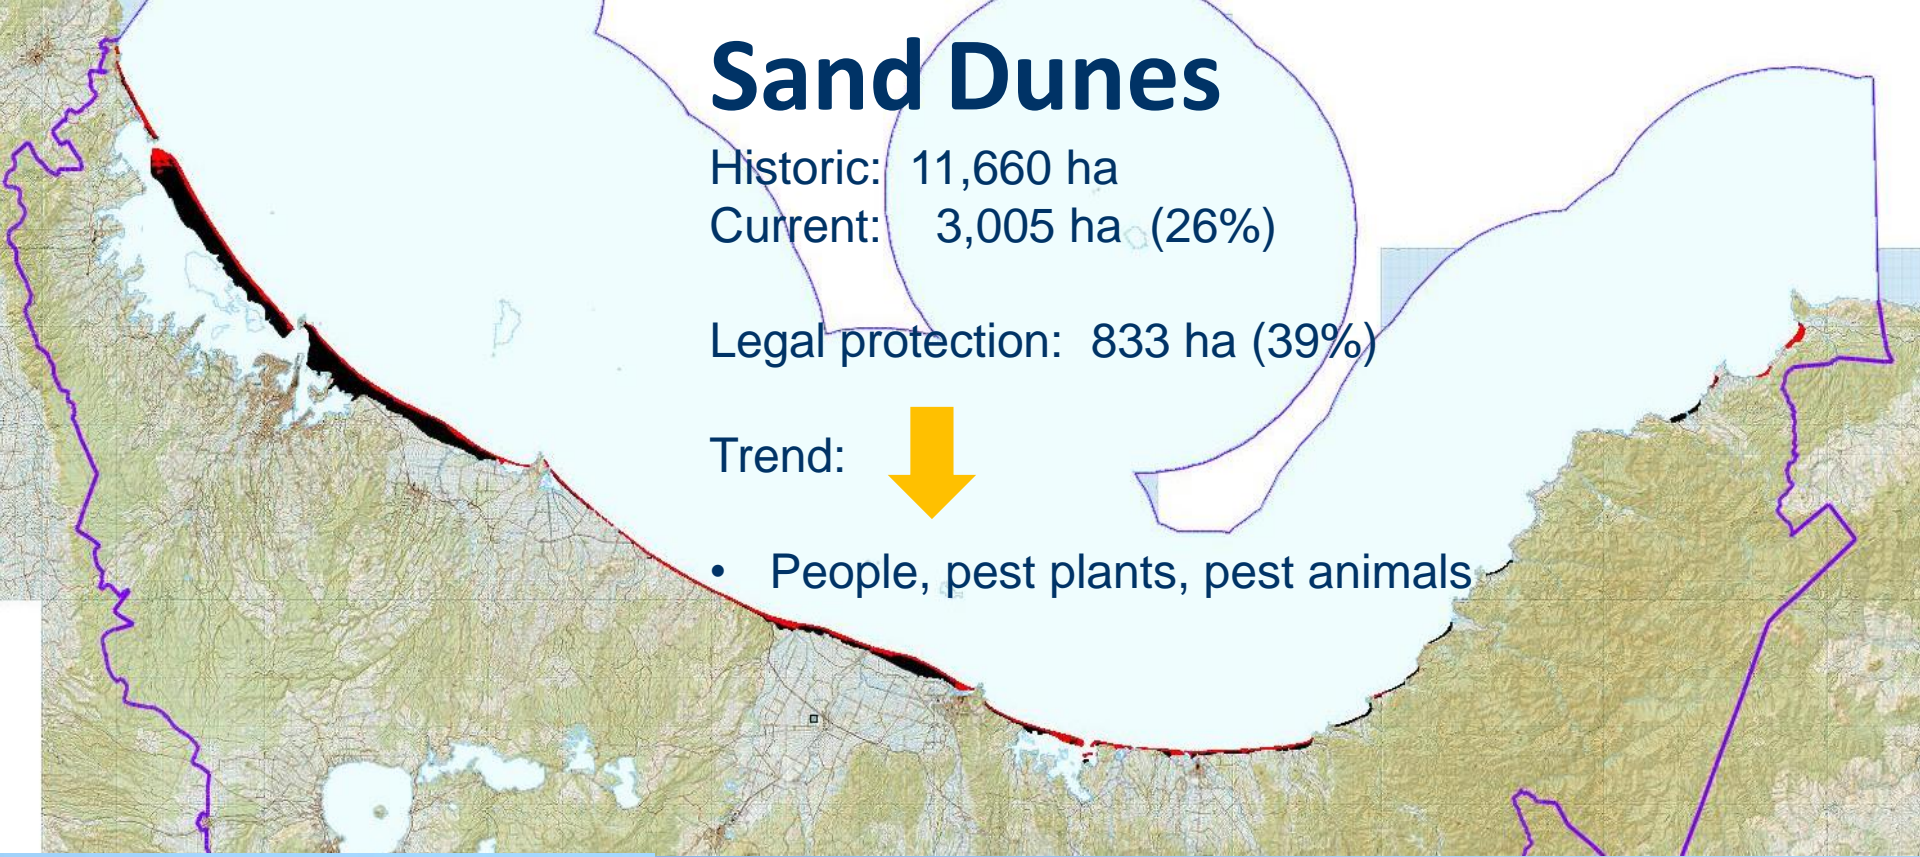 Sand Dunes
Historic: 11,660 ha
Current: 3,005 ha (26%)
Legal protection: 833 ha (39%)
Trend:
• People, pest plants, pest animals